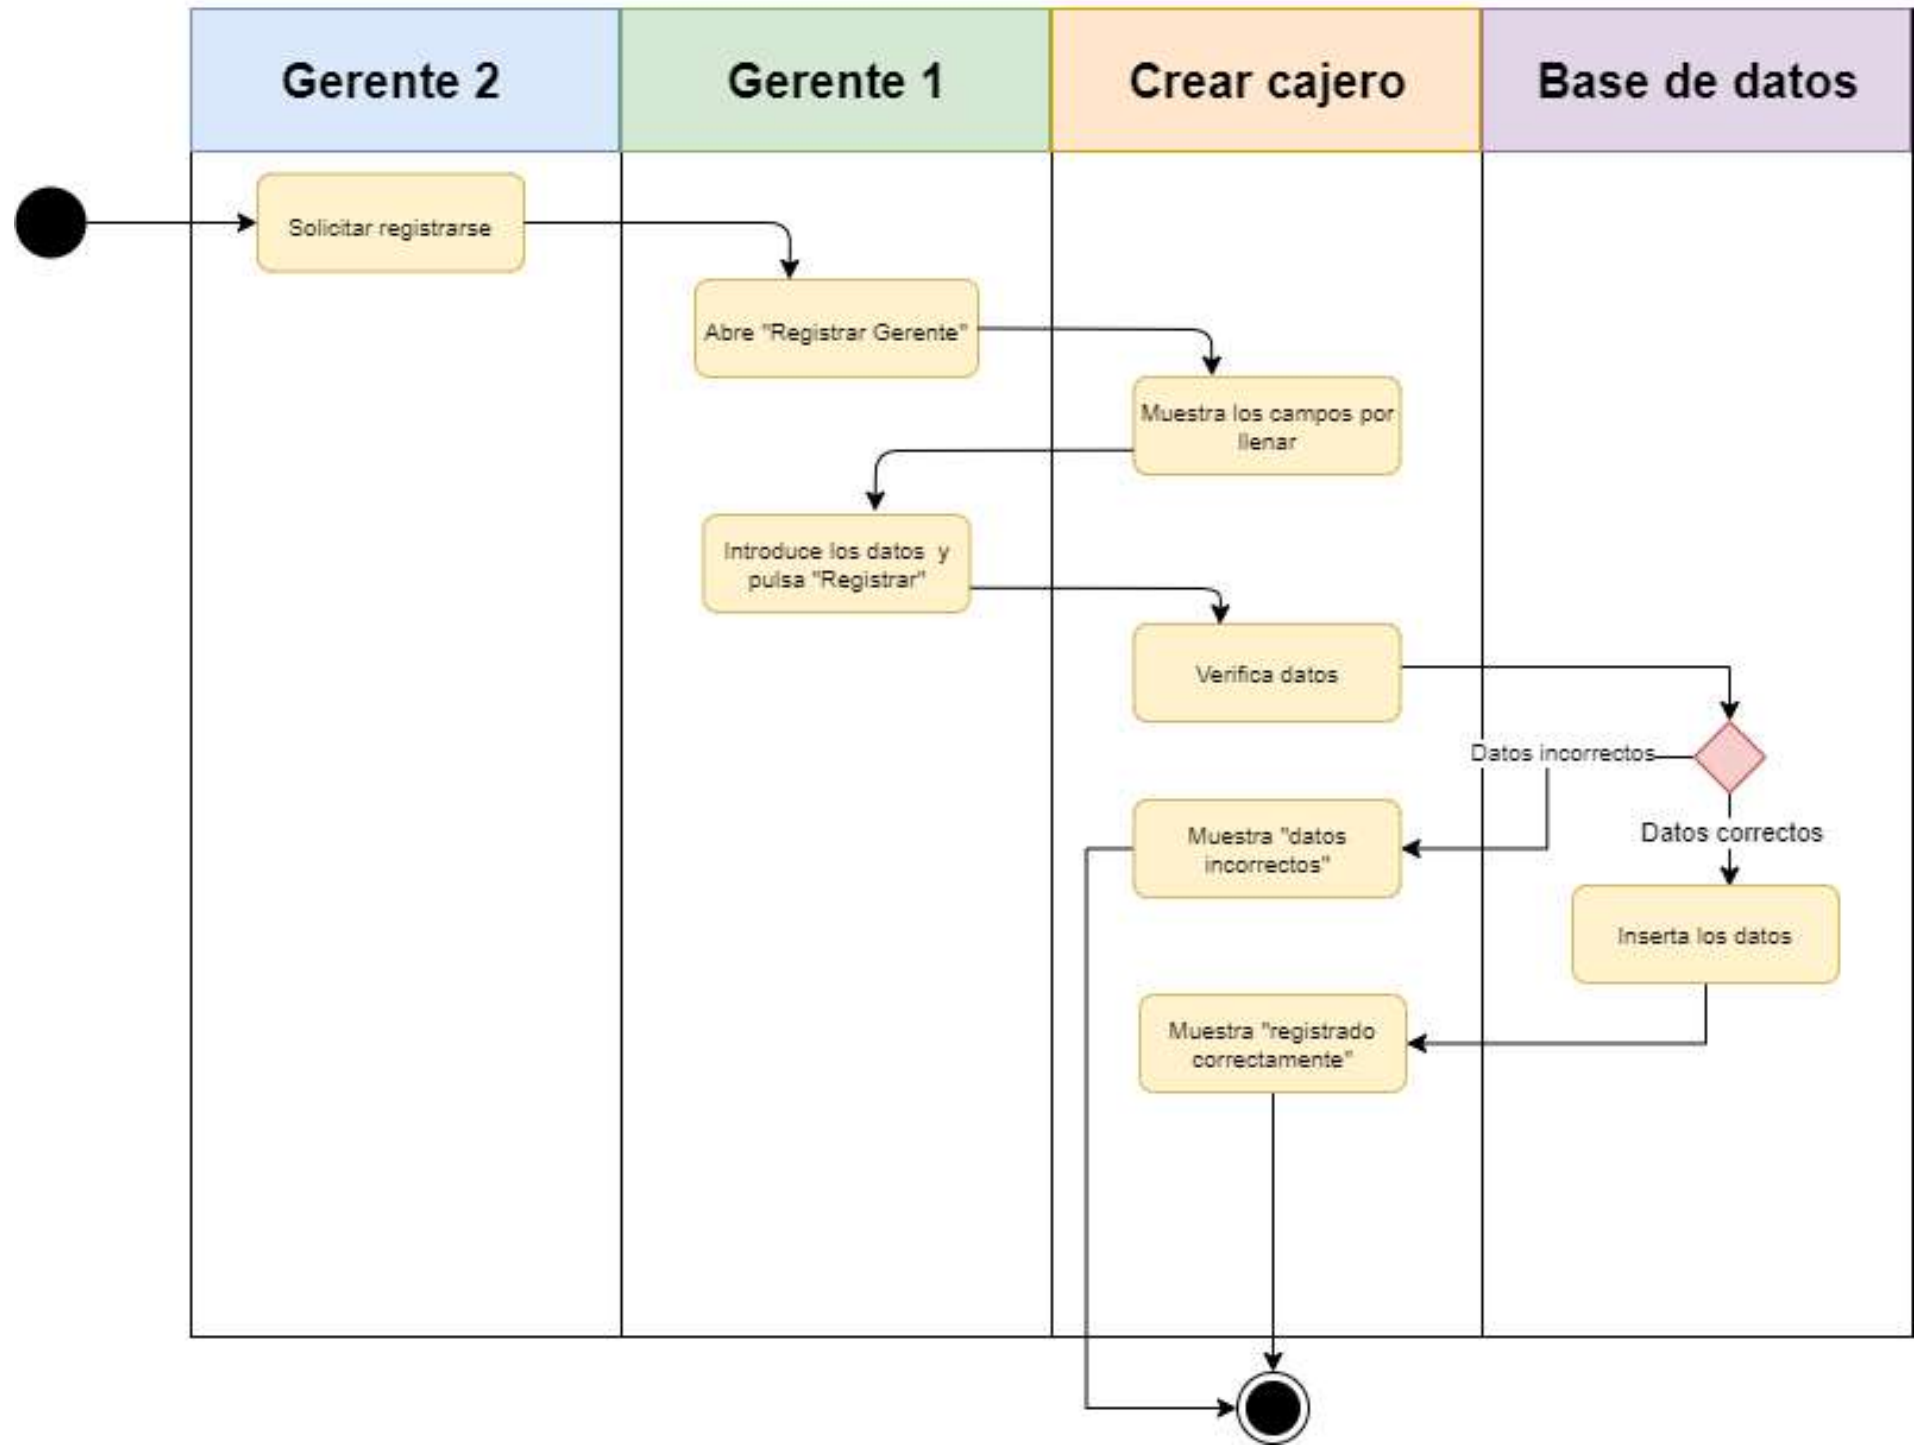 Gerente 2
Gerente 1
Crear cajero
Base de datos
Solicitar registrarse
Abre "Registrar Gerente"
Muestra los campos por
llenar
Introduce los datos y
pulsa "Registrar"
Verifica datos
Datos incorrectos
Datos correctos
Muestra "datos
incorrectos"
Inserta los datos
Muestra "registrado
correctamente"